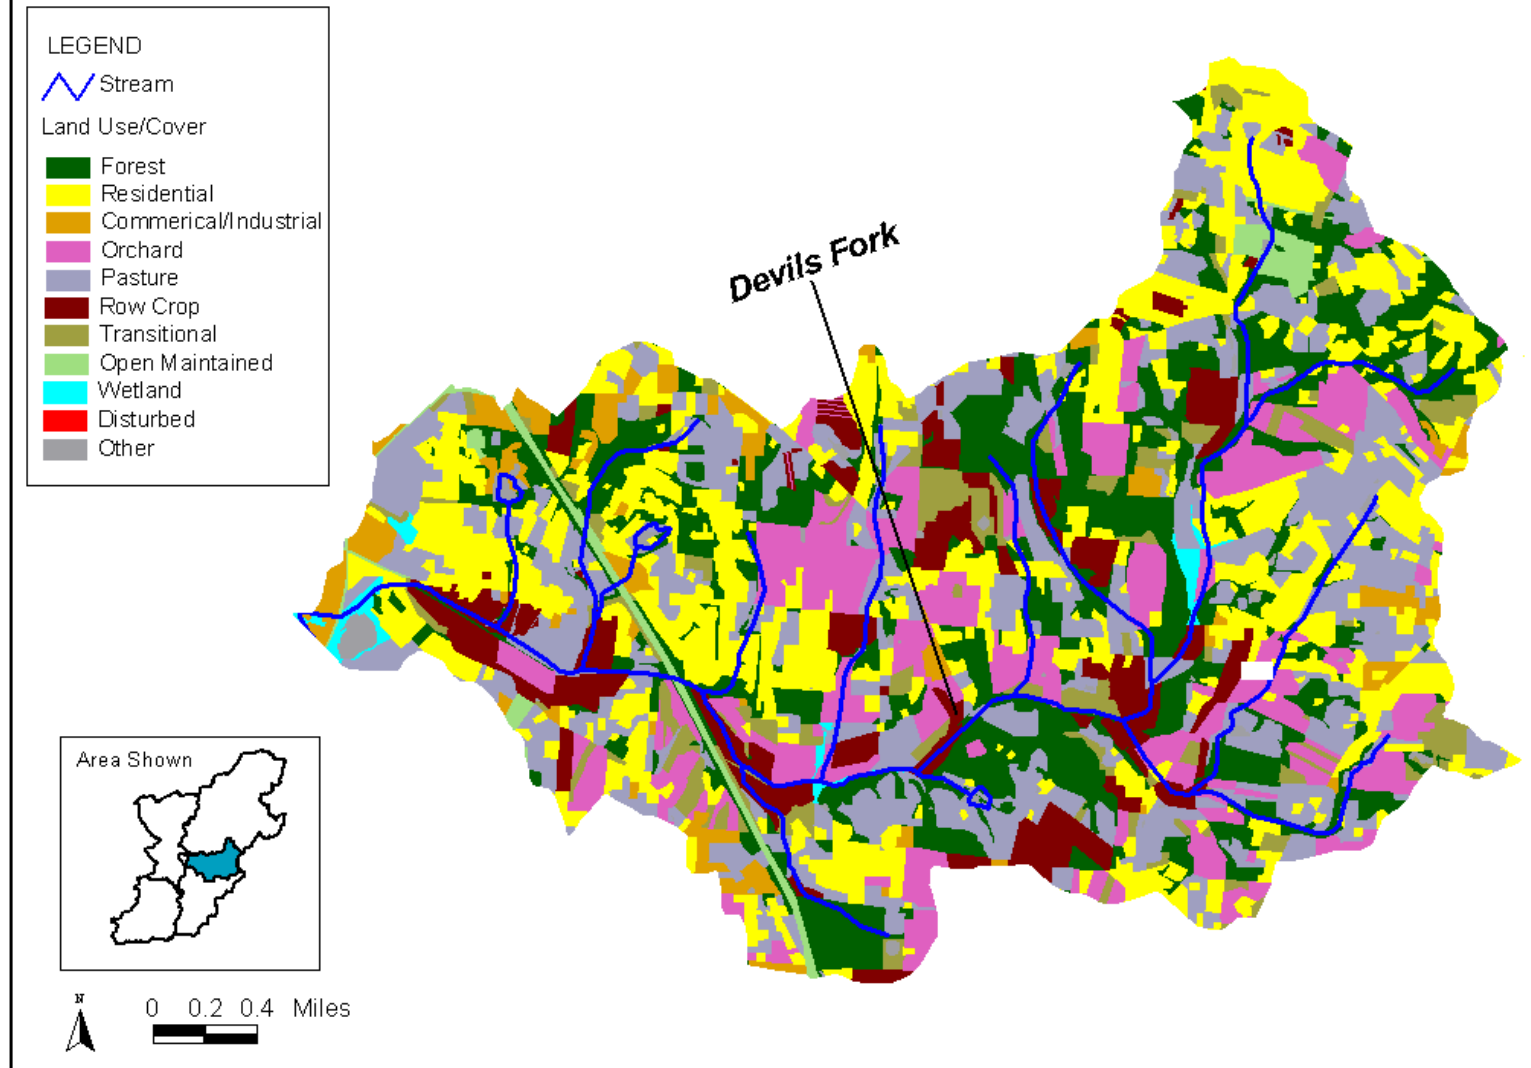 LEGEND
Stream
Land Use/Cover
Forest
Residential
Commerical/Industrial
Orchard
Pasture
Row Crop
Transitional
Open Maintained
Wetland
Disturbed
Other
Devils Fork
Area Shown
N
0 0.2 0.4 Miles